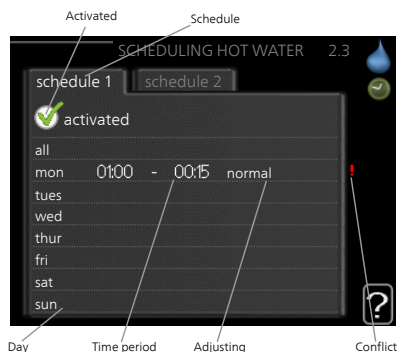 Activated Schedule
SCHEDULING HOT WATER 2.3
schedule 1 schedule 2
activated
all
mon 01:00 - 00:15 normal !
tues
wed
thur
fri
sat
sun
?
Day Time period Adjusting Conflict